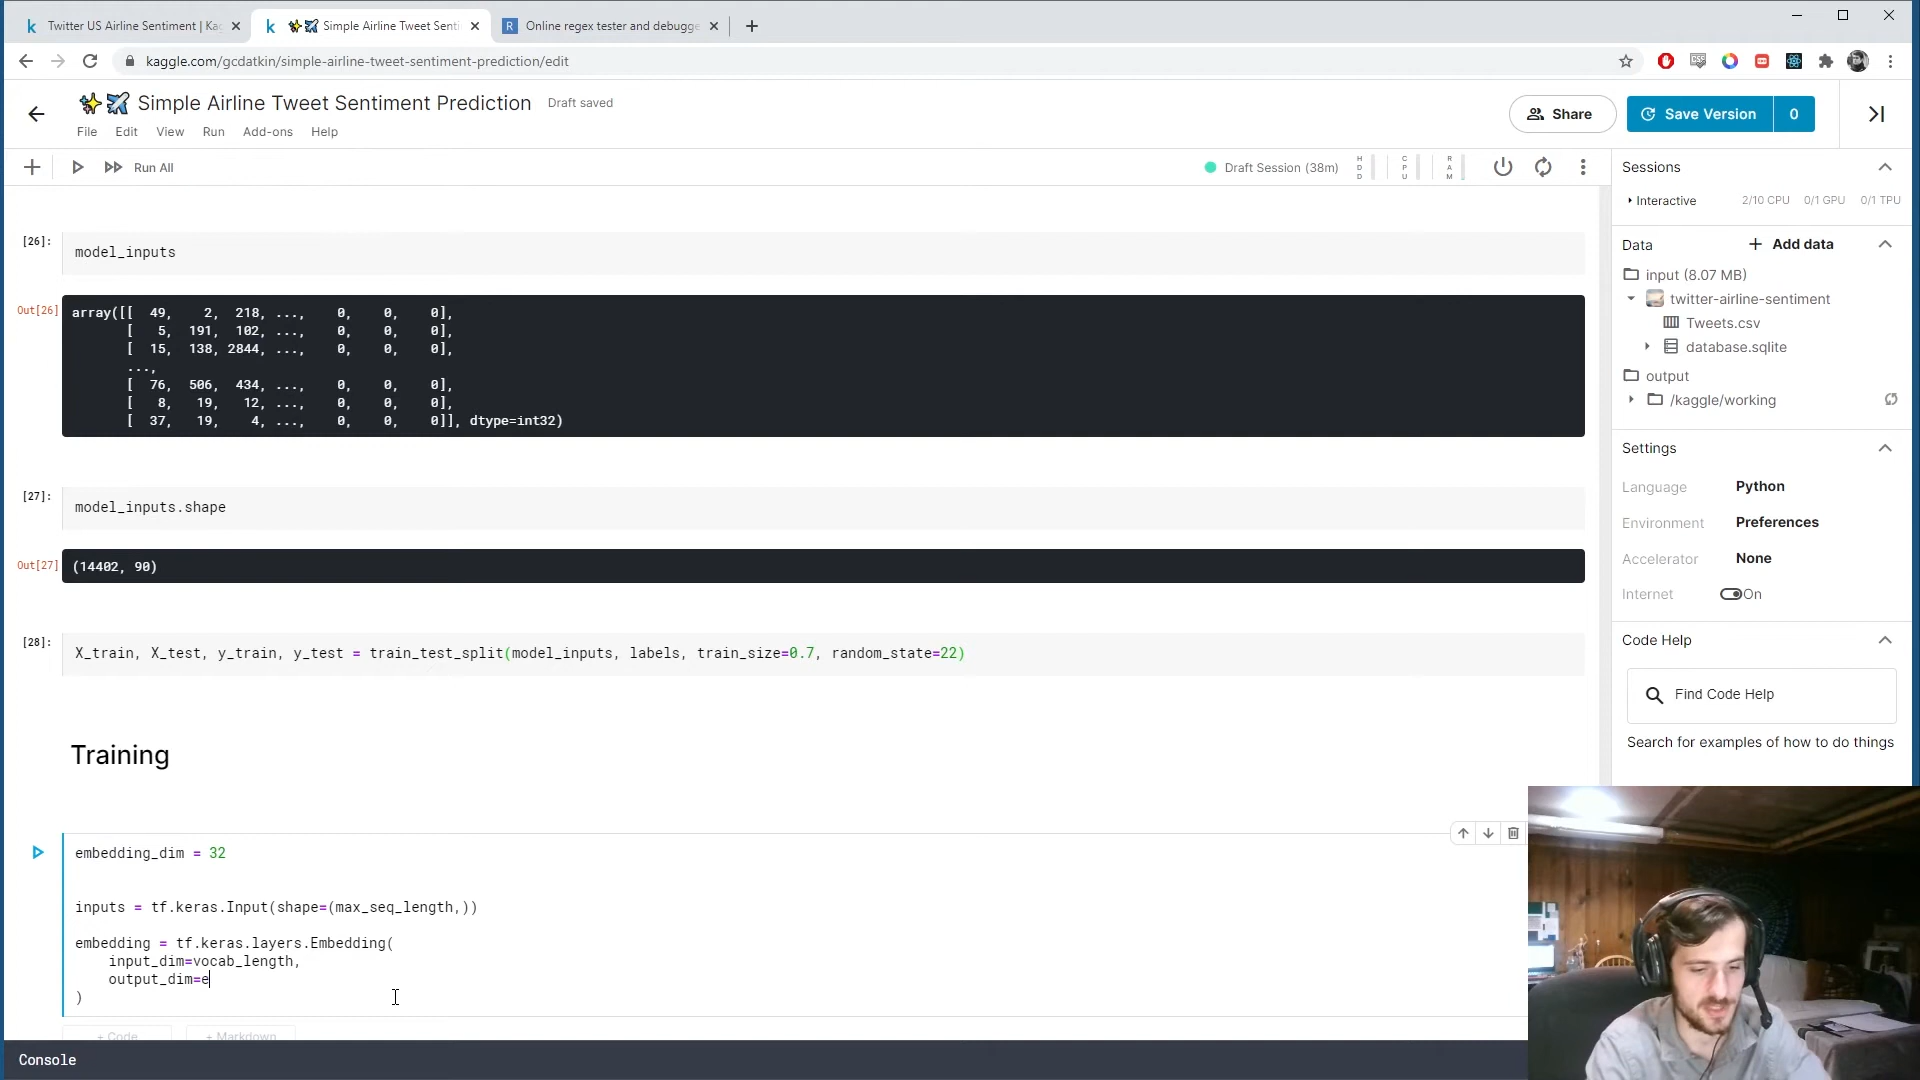 Twitter US Airline Sentiment | Kag
✨✈️ Simple Airline Tweet Senti
Online regex tester and debugge
kaggle.com/gcdatkin/simple-airline-tweet-sentiment-prediction/edit
✨✈️ Simple Airline Tweet Sentiment Prediction
Draft saved
File Edit View Run Add-ons Help
Share
Save Version 0
Run All
Draft Session (38m)
HDD
CPU
RAM
[26]:
model_inputs
Out[26]
array([[  49,    2,  218, ...,    0,    0,    0],
[   5,  191,  102, ...,    0,    0,    0],
[  15,  138, 2844, ...,    0,    0,    0],
...,
[  76,  506,  434, ...,    0,    0,    0],
[   8,   19,   12, ...,    0,    0,    0],
[  37,   19,    4, ...,    0,    0,    0]], dtype=int32)
[27]:
model_inputs.shape
Out[27]
(14402, 90)
[28]:
X_train, X_test, y_train, y_test = train_test_split(model_inputs, labels, train_size=0.7, random_state=22)
Training
embedding_dim = 32
inputs = tf.keras.Input(shape=(max_seq_length,))
embedding = tf.keras.layers.Embedding(
input_dim=vocab_length,
output_dim=e
)
+ Code
+ Markdown
Console
Sessions
Interactive 2/10 CPU 0/1 GPU 0/1 TPU
Data
+ Add data
input (8.07 MB)
twitter-airline-sentiment
Tweets.csv
database.sqlite
output
/kaggle/working
Settings
Language Python
Environment Preferences
Accelerator None
Internet On
Code Help
Find Code Help
Search for examples of how to do things